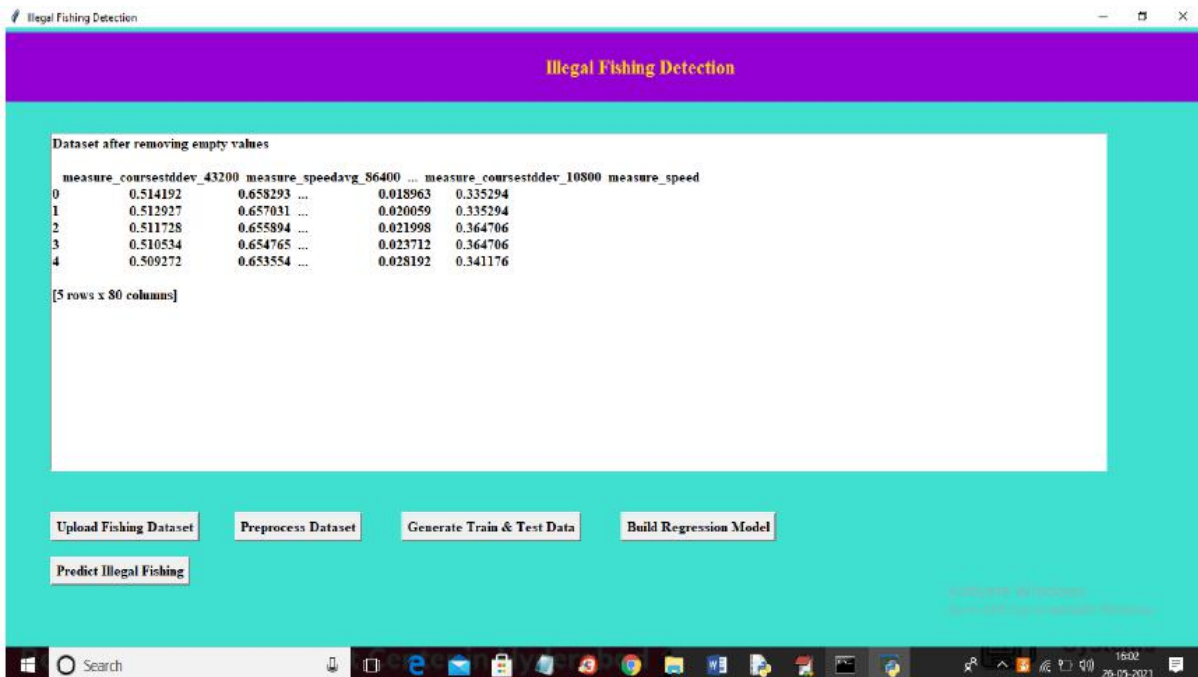 Illegal Fishing Detection
Illegal Fishing Detection
Dataset after removing empty values
measure_coursestddev_43200 measure_speedavg_86400 ... measure_coursestddev_10800 measure_speed
0 0.514192 0.658293 ... 0.018963 0.335294
1 0.512927 0.657031 ... 0.020059 0.335294
2 0.511728 0.655894 ... 0.021998 0.364706
3 0.510534 0.654765 ... 0.023712 0.364706
4 0.509272 0.653554 ... 0.028192 0.341176
[5 rows x 80 columns]
Upload Fishing Dataset Preprocess Dataset Generate Train & Test Data Build Regression Model
Predict Illegal Fishing
Search
16:02
26-05-2021